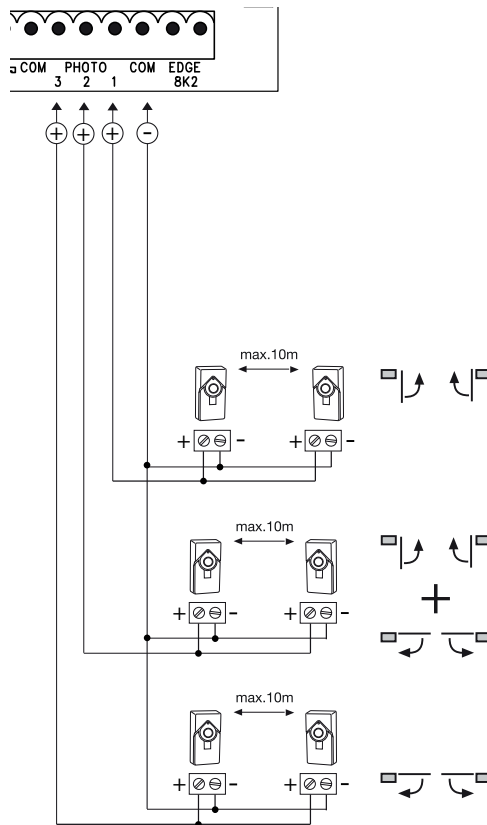 COM PHOTO COM EDGE
3 2 1 8K2
+ + + -
max.10m
+ - + -
max.10m
+ - + -
+
max.10m
+ - + -